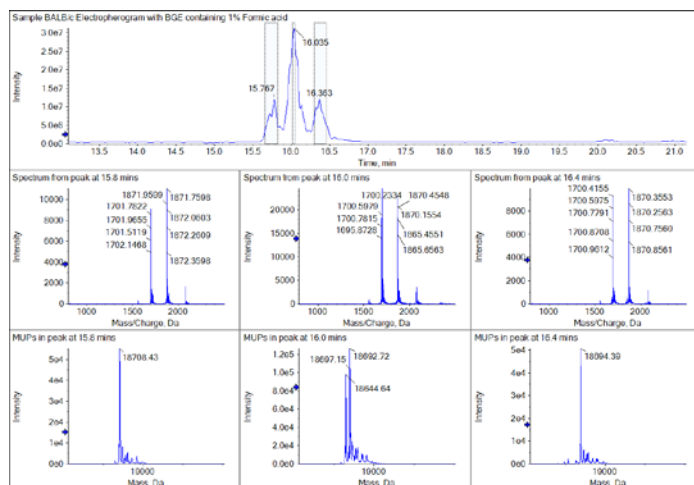 Sample BALB/c Electropherogram with BGE containing 1% Formic acid
3.0e7
2.5e7
2.0e7
1.5e7
1.0e7
5.0e6
0.0e0
Intensity
15.767
16.035
16.363
13.5 14.0 14.5 15.0 15.5 16.0 16.5 17.0 17.5 18.0 18.5 19.0 19.5 20.0 20.5 21.0
Time, min
Spectrum from peak at 15.8 mins
Intensity
10000
8000
6000
4000
2000
0
1871.9599
1701.7822
1701.9655
1701.5119
1702.1468
1871.7598
1872.0603
1872.2609
1872.3598
1000 1500 2000
Mass/Charge, Da
Spectrum from peak at 16.0 mins
Intensity
20000
15000
10000
5000
0
1700.2334
1700.5979
1700.7815
1695.8728
1870.4548
1870.1554
1865.4551
1865.6563
1000 1500 2000
Mass/Charge, Da
Spectrum from peak at 16.4 mins
Intensity
8000
6000
4000
2000
0
1700.4155
1700.5975
1700.7791
1700.8708
1700.9612
1870.3553
1870.2563
1870.7560
1870.8561
1000 1500 2000
Mass/Charge, Da
MUPs in peak at 15.8 mins
Intensity
5e4
4e4
3e4
2e4
1e4
0e0
18708.43
19000
Mass, Da
MUPs in peak at 16.0 mins
Intensity
1.2e5
1.0e5
8.0e4
6.0e4
4.0e4
2.0e4
0.0e0
18697.15
18692.72
18644.64
19000
Mass, Da
MUPs in peak at 16.4 mins
Intensity
5e4
4e4
3e4
2e4
1e4
0e0
18694.39
19000
Mass, Da